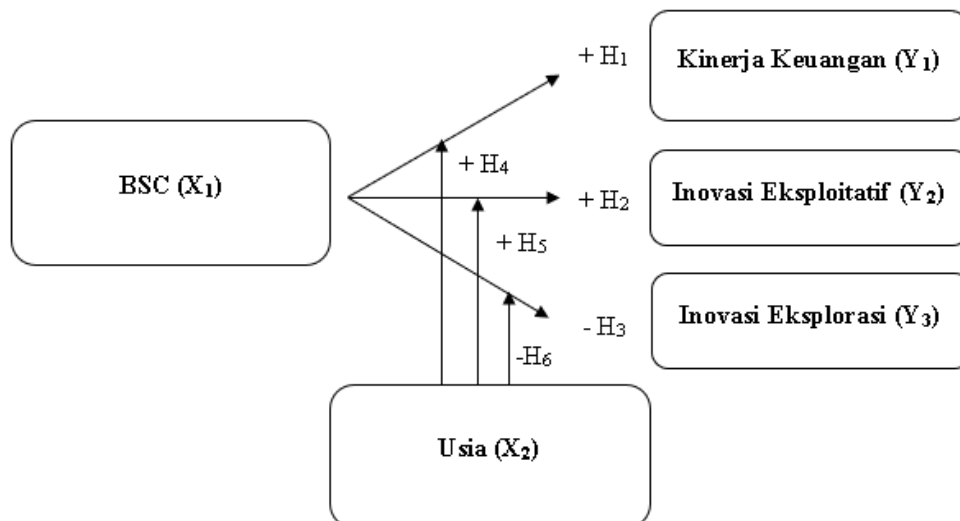 + H₁
Kinerja Keuangan (Y₁)
BSC (X₁)
+ H₄
+ H₂
Inovasi Eksploitatif (Y₂)
+ H₅
- H₃
Inovasi Eksplorasi (Y₃)
-H₆
Usia (X₂)